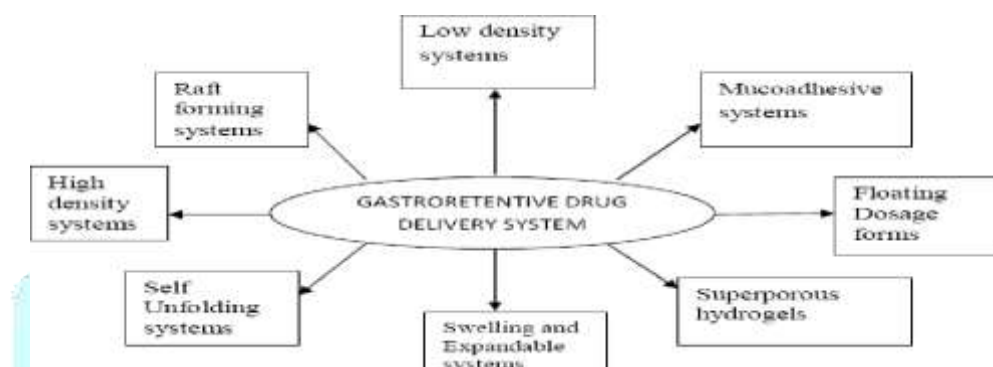 Low density
systems
Raft
forming
systems
Mucoadhesive
systems
High
density
systems
GASTRORETENTIVE DRUG
DELIVERY SYSTEM
Floating
Dosage
forms
Self
Unfolding
systems
Swelling and
Expandable
systems
Superporous
hydrogels